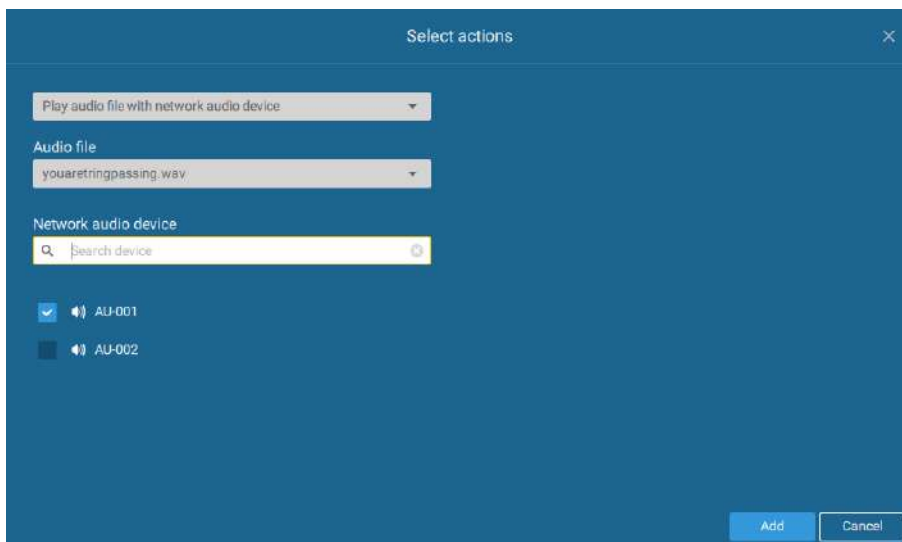 Select actions
Play audio file with network audio device
Audio file
youaretringpassing.wav
Network audio device
Search device
AU-001
AU-002
Add
Cancel